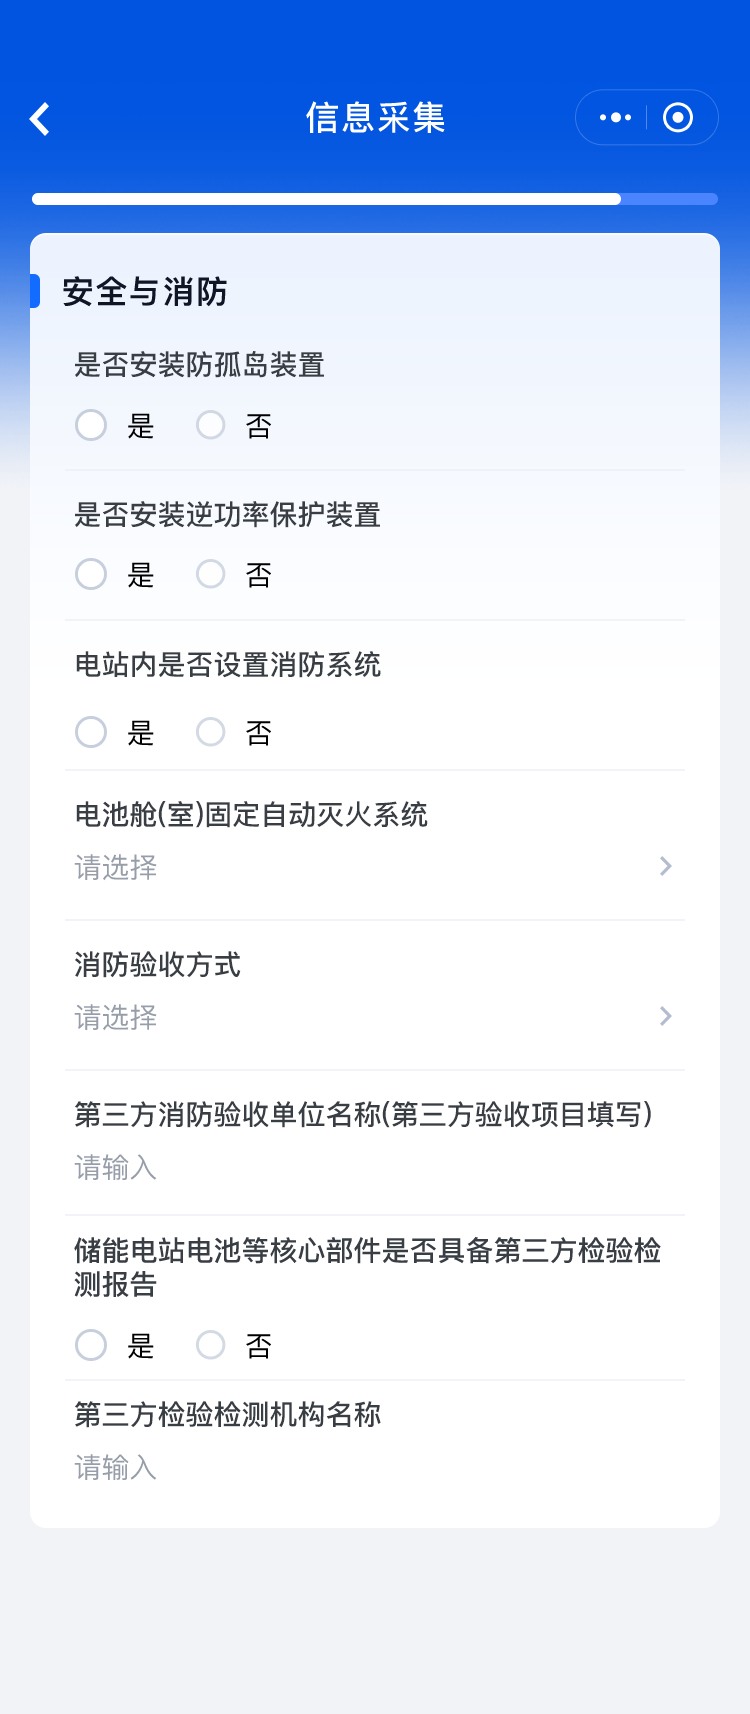 信息采集
安全与消防
是否安装防孤岛装置
是 否
是否安装逆功率保护装置
是 否
电站内是否设置消防系统
是 否
电池舱(室)固定自动灭火系统
请选择
消防验收方式
请选择
第三方消防验收单位名称(第三方验收项目填写)
请输入
储能电站电池等核心部件是否具备第三方检验检
测报告
是 否
第三方检验检测机构名称
请输入